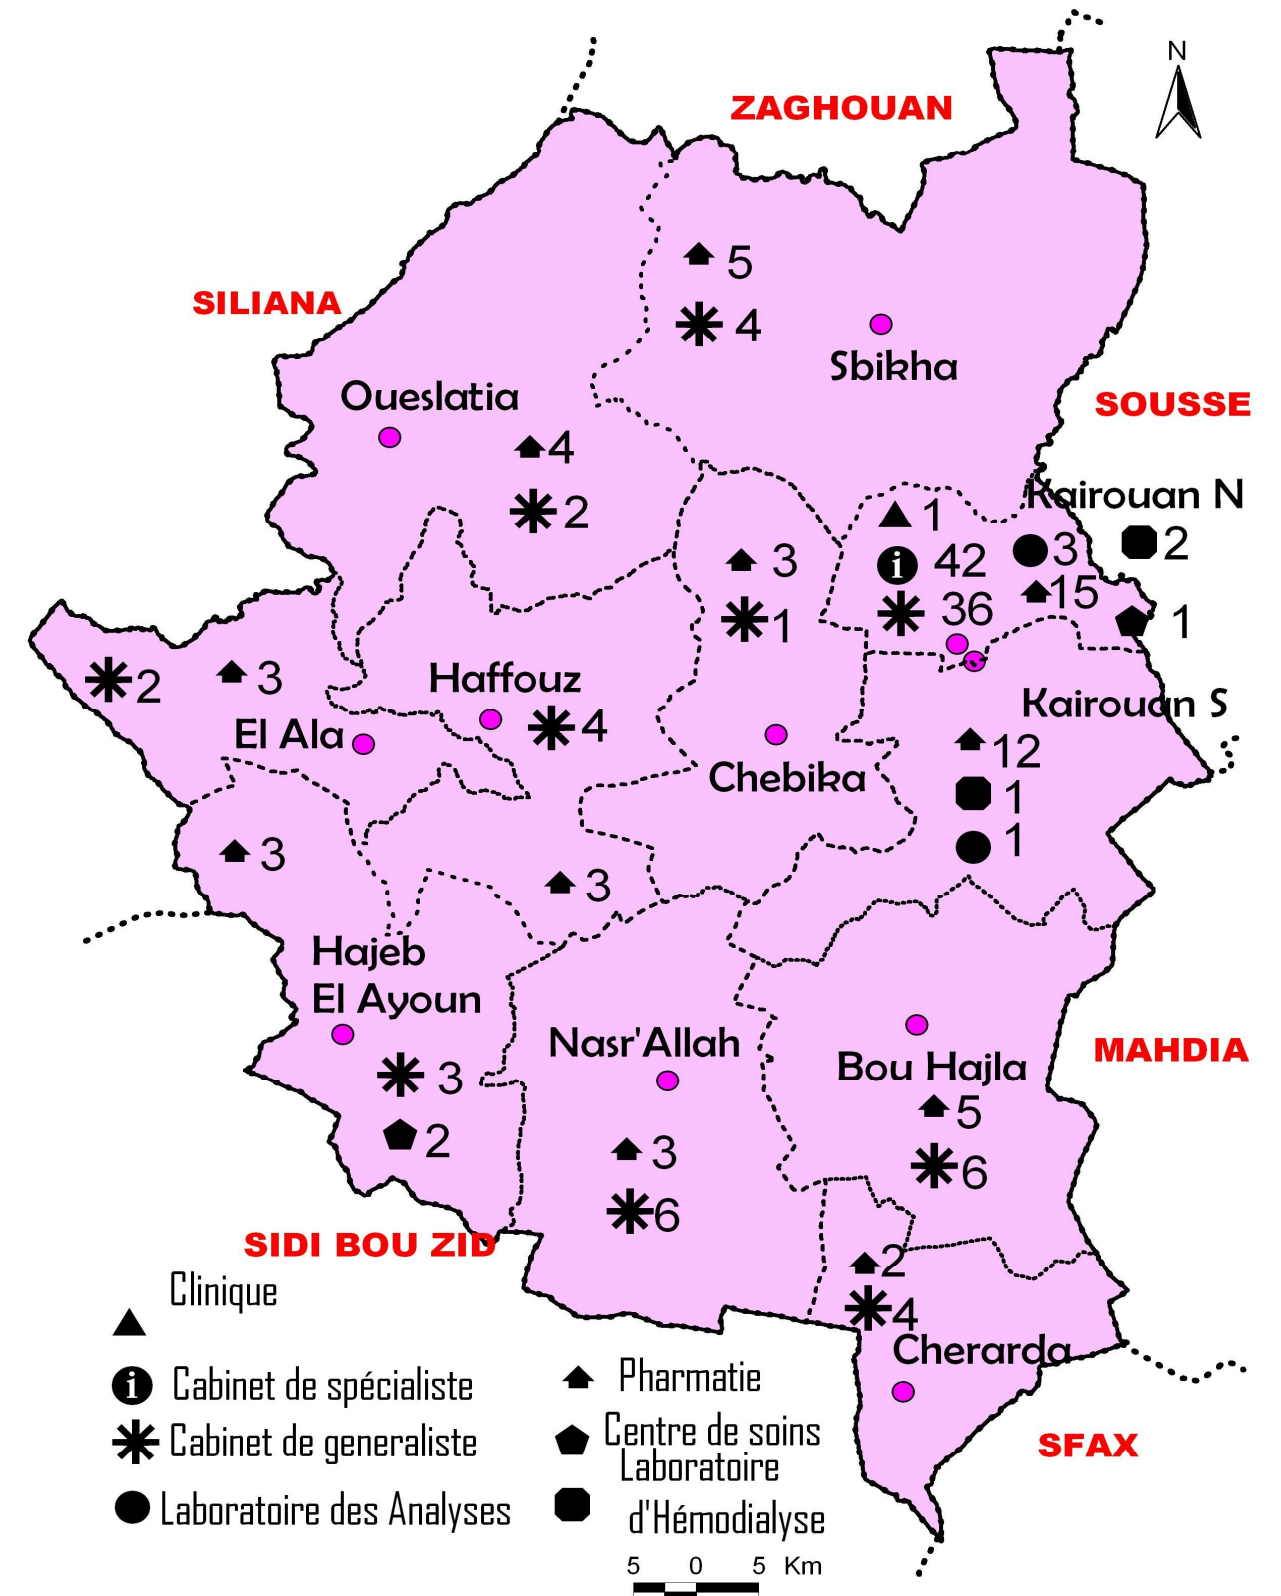 N
ZAGHOUAN
5
4
SILIANA
Sbikha
Oueslatia
SOUSSE
4
2
Kairouan N
1
3
2
42
3
15
36
1
1
2
3
Haffouz
4
El Ala
Kairouan S
12
Chebika
1
1
3
3
Hajeb
El Ayoun
Nasr'Allah
MAHDIA
Bou Hajla
3
5
2
3
6
6
SIDI BOU ZID
2
4
Cherarda
SFAX
Clinique
Cabinet de spécialiste
Cabinet de generaliste
Laboratoire des Analyses
Pharmatie
Centre de soins
Laboratoire
d'Hémodialyse
5 0 5 Km